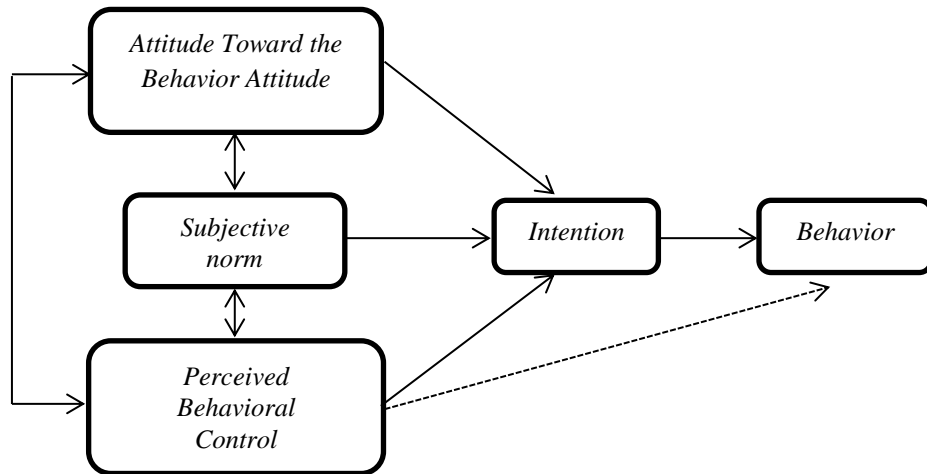 Attitude Toward the
Behavior Attitude
Subjective
norm
Intention
Behavior
Perceived
Behavioral
Control